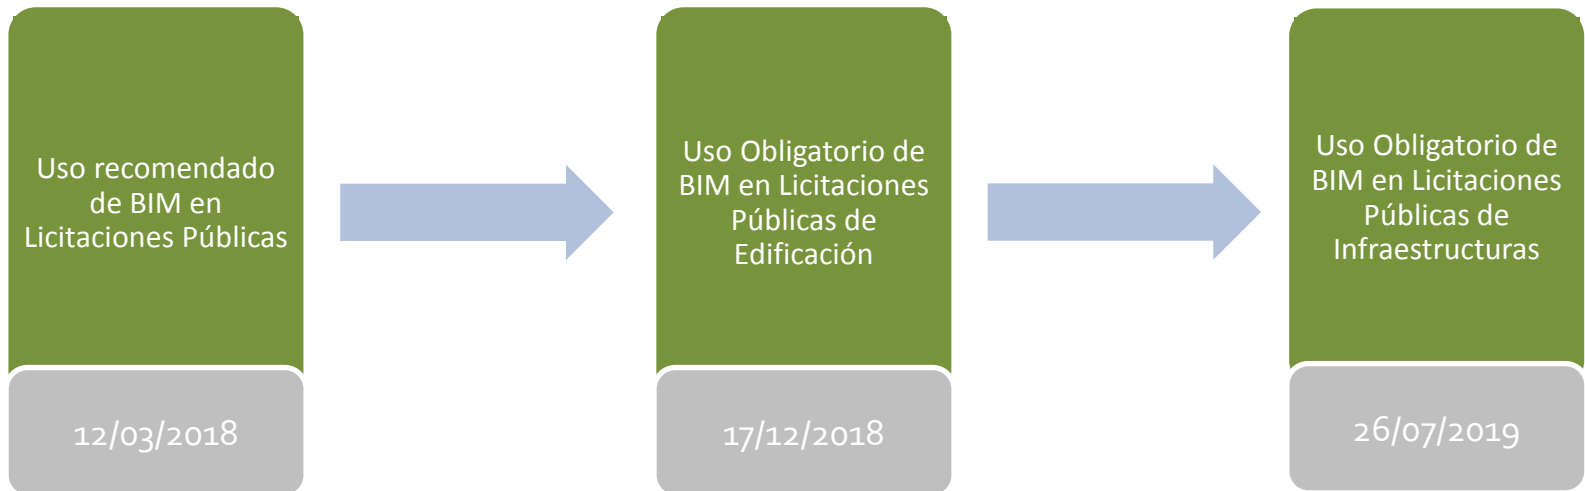 Uso recomendado
de BIM en
Licitaciones Públicas
12/03/2018
Uso Obligatorio de
BIM en Licitaciones
Públicas de
Edificación
17/12/2018
Uso Obligatorio de
BIM en Licitaciones
Públicas de
Infraestructuras
26/07/2019